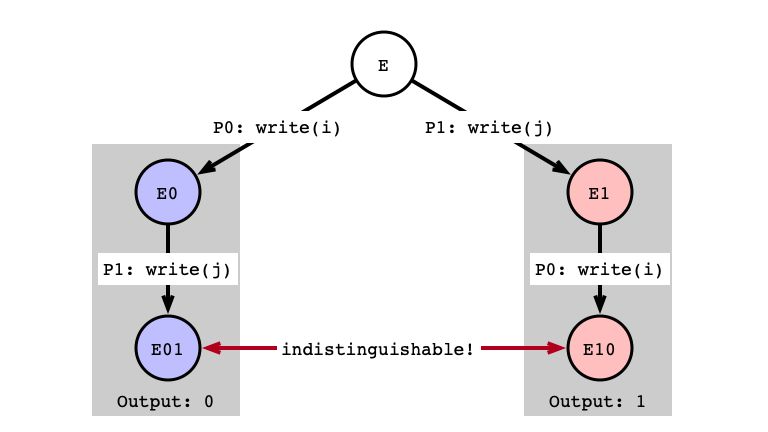 E
P0: write(i)
P1: write(j)
E0
E1
P1: write(j)
P0: write(i)
E01
indistinguishable!
E10
Output: 0
Output: 1